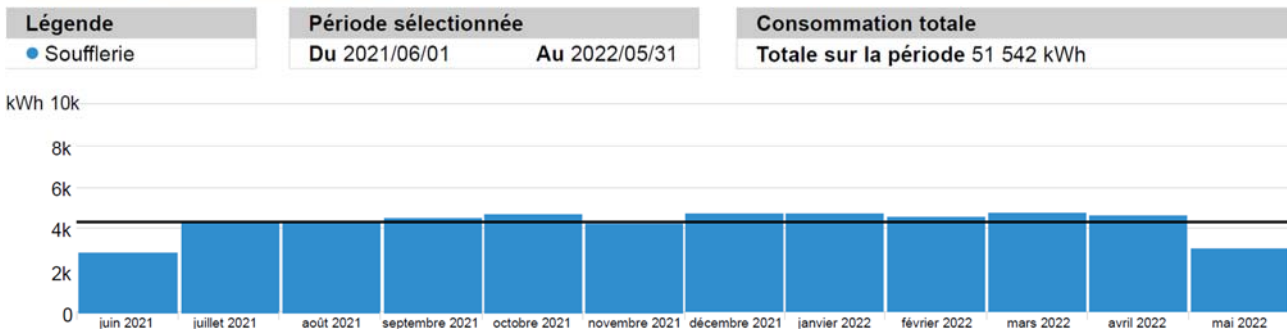 Légende
Soufflerie
Période sélectionnée
Du 2021/06/01 Au 2022/05/31
Consommation totale
Totale sur la période 51 542 kWh
kWh 10k
8k
6k
4k
2k
0
juin 2021 juillet 2021 août 2021 septembre 2021 octobre 2021 novembre 2021 décembre 2021 janvier 2022 février 2022 mars 2022 avril 2022 mai 2022